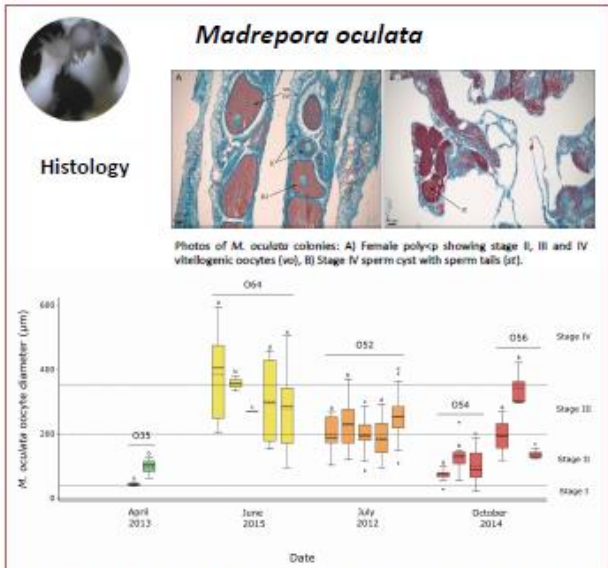 Madrepora oculata
Histology
A
Photos of M. oculata colonies: A) Female poly<p showing stage II, III and IV
vitellogenic oocytes (vo), B) Stage IV sperm cyst with sperm tails (st).
M. oculata oocyte diameter (μm)
600
400
200
0
O35
O64
O52
O54
O56
Stage IV
Stage III
Stage II
Stage I
April
2013
June
2015
July
2012
October
2014
Date